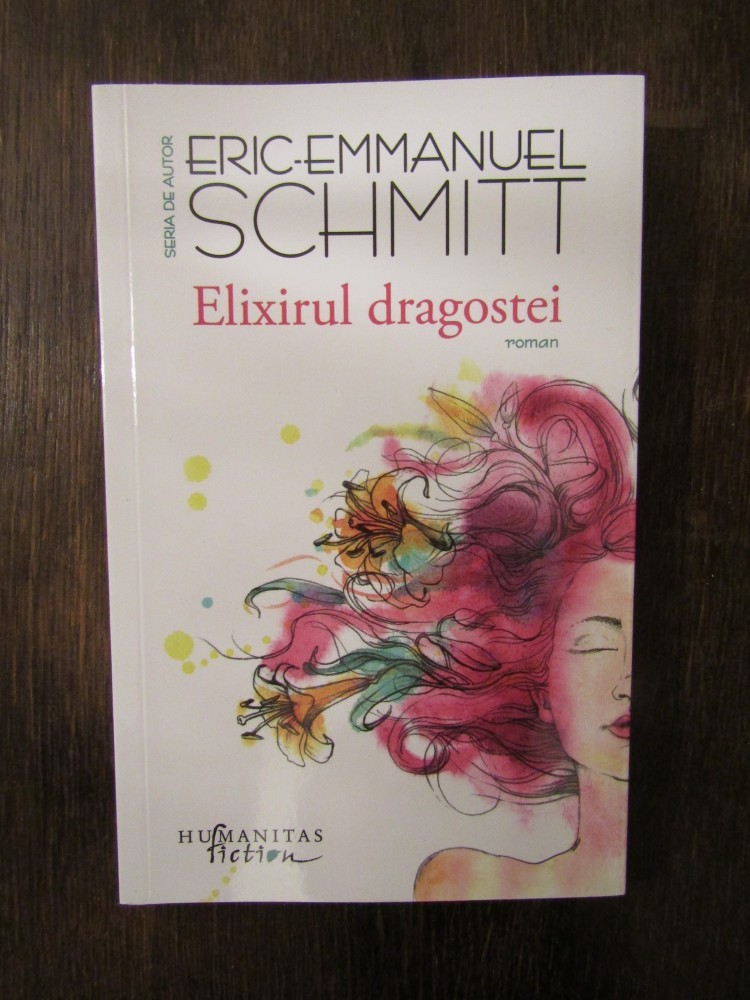 SERIA DE AUTOR
ERIC-EMMANUEL
SCHMITT
Elixirul dragostei
roman
HUMANITAS
fiction